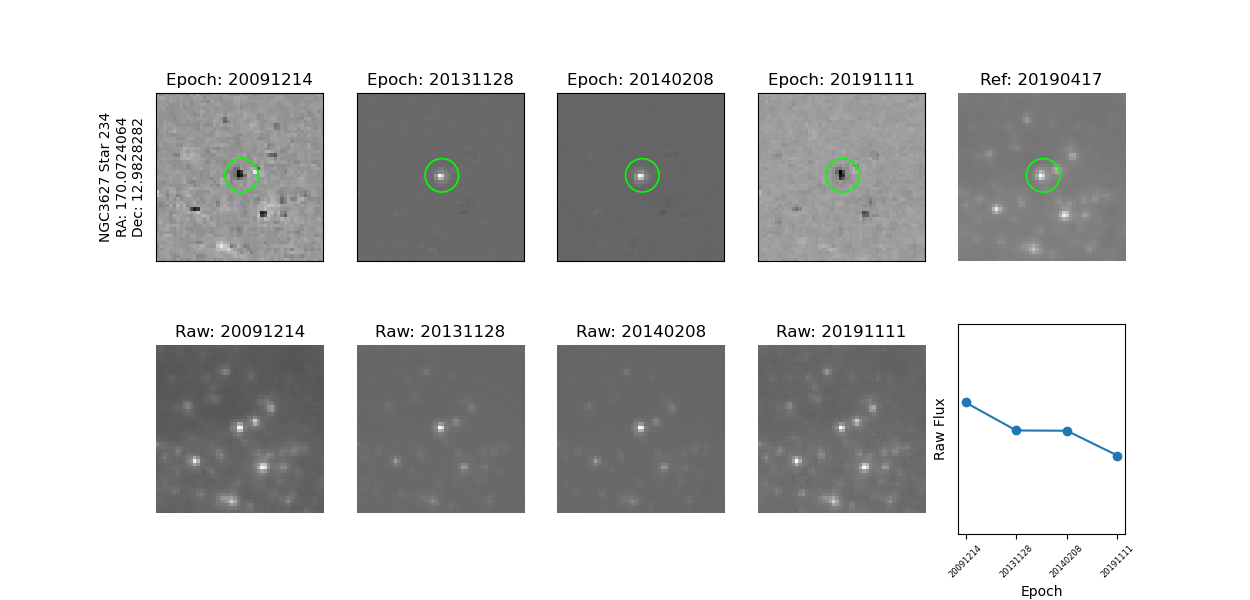 NGC3627 Star 234
RA: 170.0724064
Dec: 12.9828282
Epoch: 20091214
Epoch: 20131128
Epoch: 20140208
Epoch: 20191111
Ref: 20190417
Raw: 20091214
Raw: 20131128
Raw: 20140208
Raw: 20191111
Raw Flux
20091214
20131128
20140208
20191111
Epoch